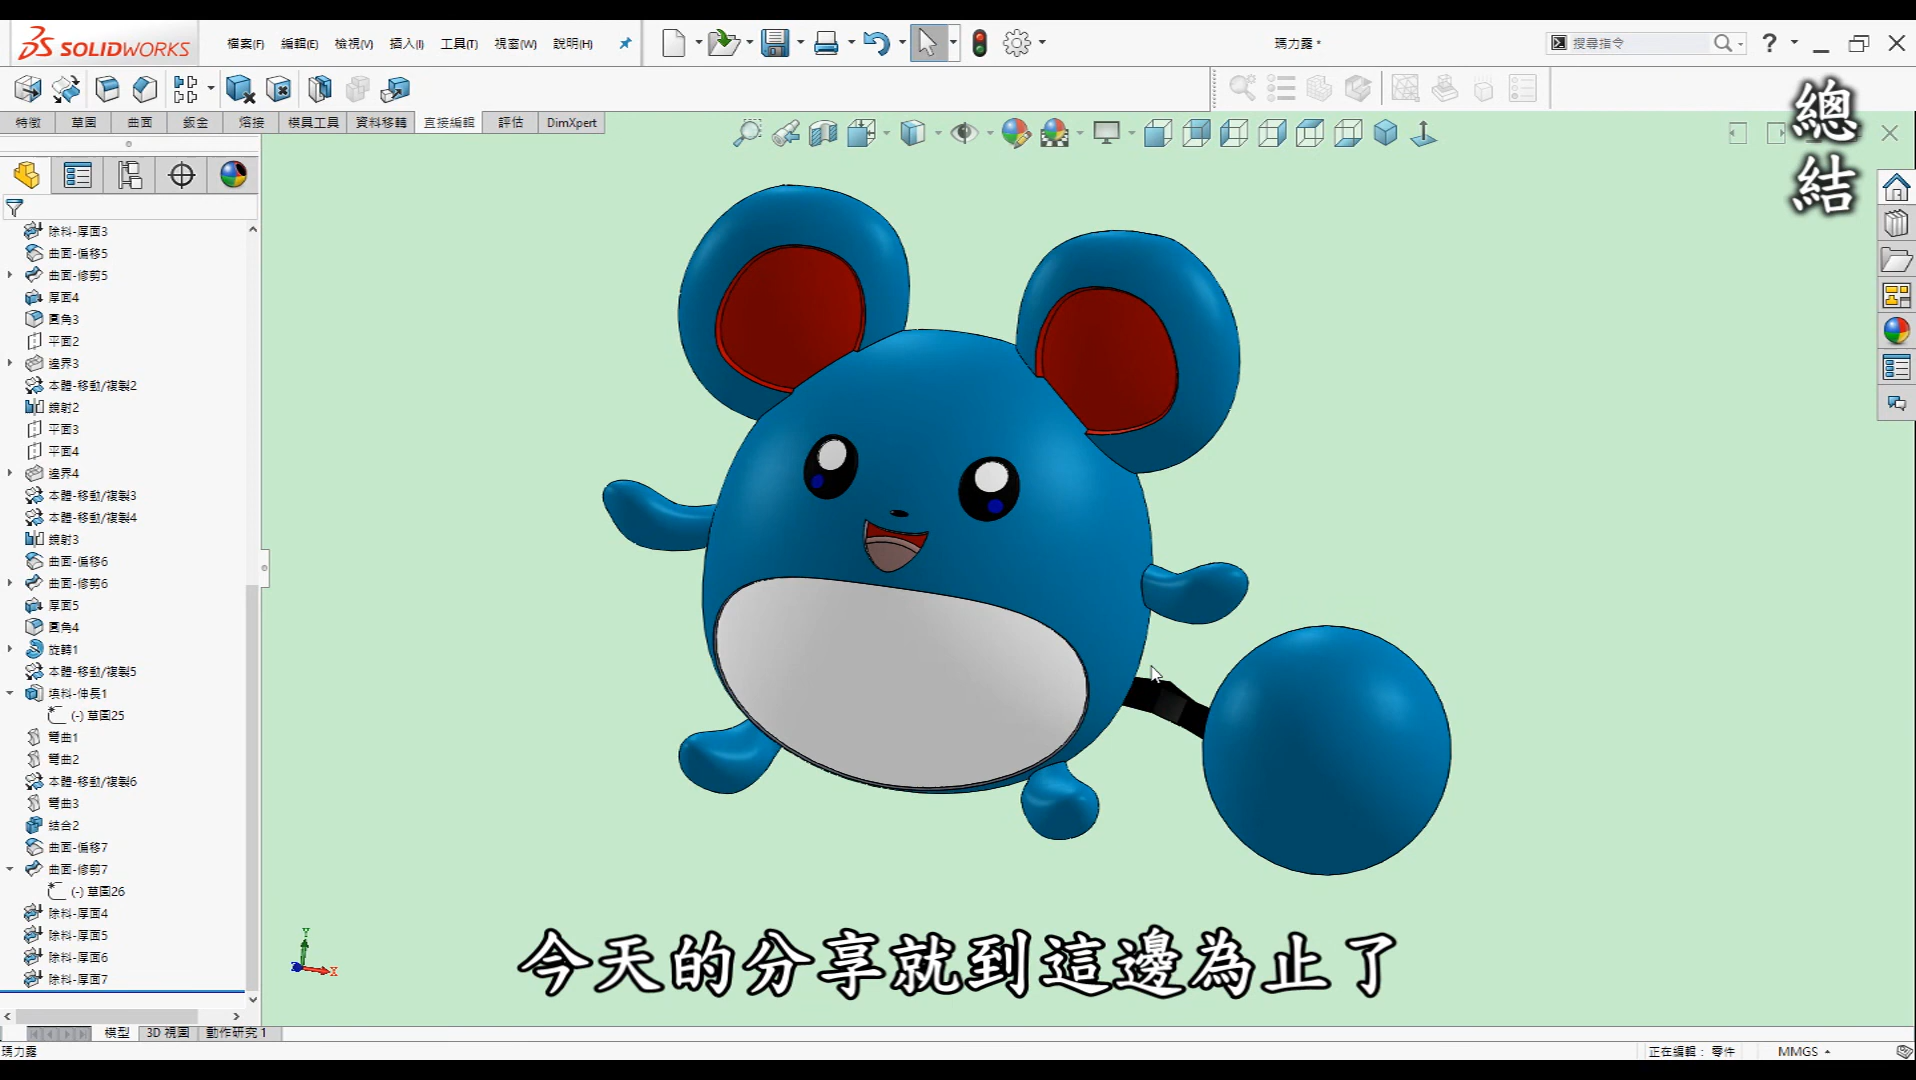 SOLIDWORKS
檔案(F) 編輯(E) 檢視(V) 插入(I) 工具(T) 視窗(W) 說明(H)
瑪力露 *
搜尋指令
特徵 草圖 曲面 鈑金 熔接 模具工具 資料移轉 直接編輯 評估 DimXpert
總結
除料-厚面3
曲面-偏移5
曲面-修剪5
厚面4
圓角3
平面2
邊界3
本體-移動/複製2
鏡射2
平面3
平面4
邊界4
本體-移動/複製3
本體-移動/複製4
鏡射3
曲面-偏移6
曲面-修剪6
厚面5
圓角4
旋轉1
本體-移動/複製5
填料-伸長1
(-) 草圖25
彎曲1
彎曲2
本體-移動/複製6
彎曲3
結合2
曲面-偏移7
曲面-修剪7
(-) 草圖26
除料-厚面4
除料-厚面5
除料-厚面6
除料-厚面7
Y
X
今天的分享就到這邊為止了
模型 3D 視圖 動作研究 1
瑪力露
正在編輯： 零件
MMGS